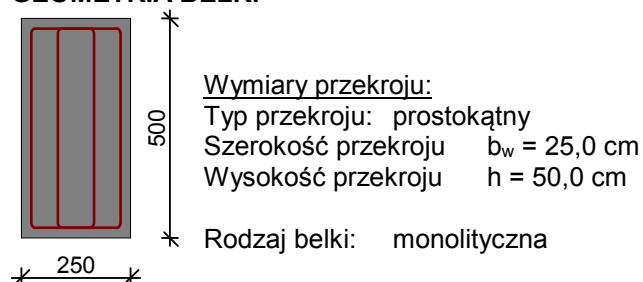 GEOMETRIA BELKI
Wymiary przekroju:
Typ przekroju: prostokątny
Szerokość przekroju bw = 25,0 cm
Wysokość przekroju h = 50,0 cm
Rodzaj belki: monolityczna
500
250